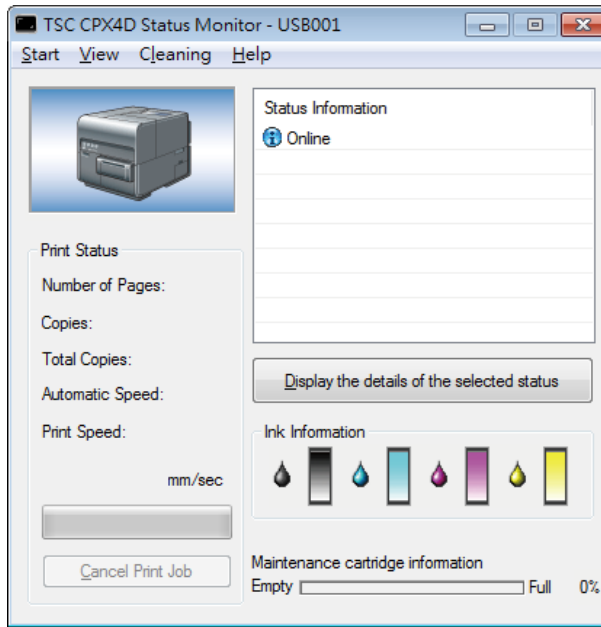 TSC CPX4D Status Monitor - USB001
Start View Cleaning Help
Status Information
Online
Print Status
Number of Pages:
Copies:
Total Copies:
Automatic Speed:
Print Speed:
mm/sec
Cancel Print Job
Display the details of the selected status
Ink Information
Maintenance cartridge information
Empty Full 0%